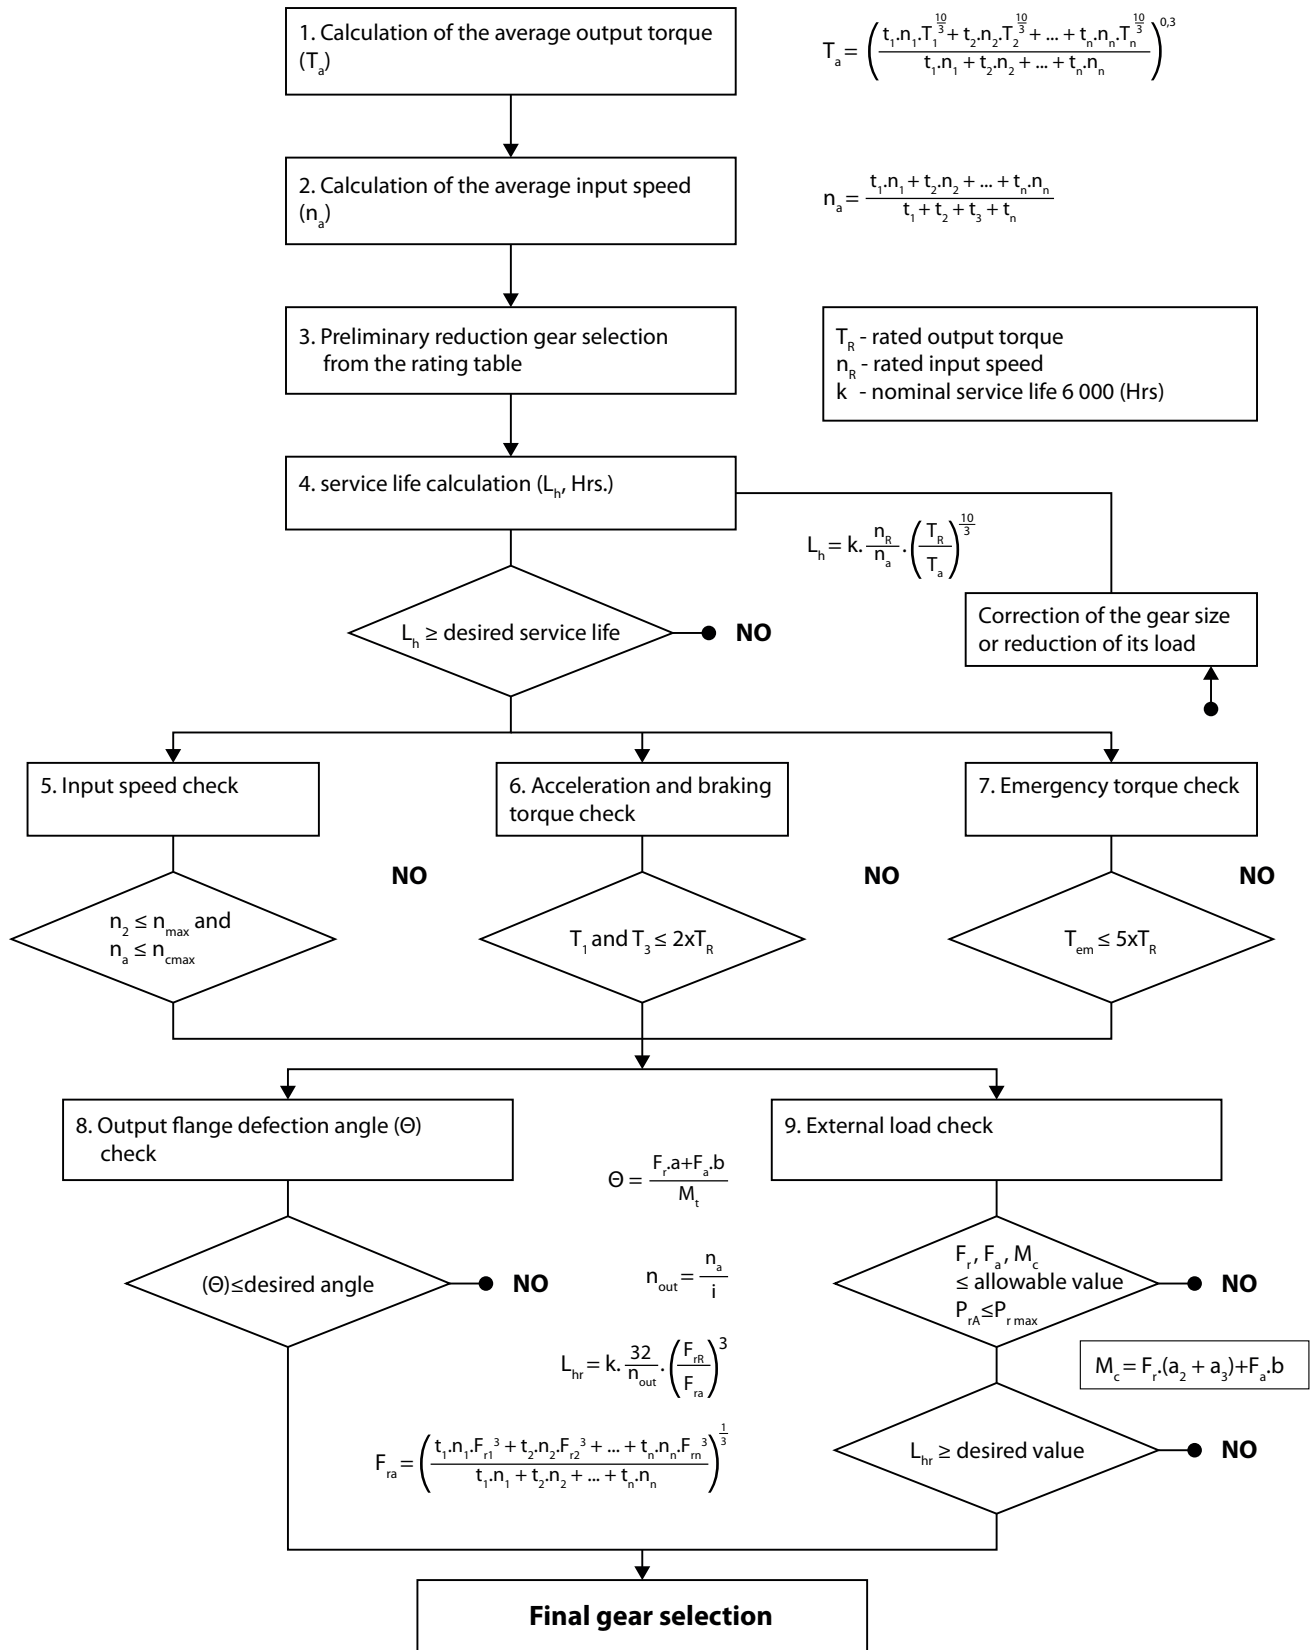 1. Calculation of the average output torque
(Ta)
Ta = ( t1.n1.T1^10/3 + t2.n2.T2^10/3 + ... + tn.nn.Tn^10/3 / t1.n1 + t2.n2 + ... + tn.nn )^0,3
2. Calculation of the average input speed
(na)
na = t1.n1 + t2.n2 + ... + tn.nn / t1 + t2 + t3 + tn
3. Preliminary reduction gear selection
from the rating table
TR - rated output torque
nR - rated input speed
k - nominal service life 6 000 (Hrs)
4. service life calculation (Lh, Hrs.)
Lh = k. nR / na . ( TR / Ta )^10/3
Correction of the gear size
or reduction of its load
Lh ≥ desired service life
NO
5. Input speed check
6. Acceleration and braking
torque check
7. Emergency torque check
NO
NO
NO
n2 ≤ nmax and
na ≤ ncmax
T1 and T3 ≤ 2xTR
Tem ≤ 5xTR
8. Output flange defection angle (Θ)
check
9. External load check
Θ = Fr.a+Fa.b / Mt
(Θ)≤desired angle
NO
nout = na / i
Fr , Fa , Mc
≤ allowable value
PrA≤Pr max
NO
Lhr = k. 32 / nout . ( FrR / Fra )^3
Mc = Fr.(a2 + a3)+Fa.b
Fra = ( t1.n1.Fr1^3 + t2.n2.Fr2^3 + ... + tn.nn.Frn^3 / t1.n1 + t2.n2 + ... + tn.nn )^1/3
Lhr ≥ desired value
NO
Final gear selection